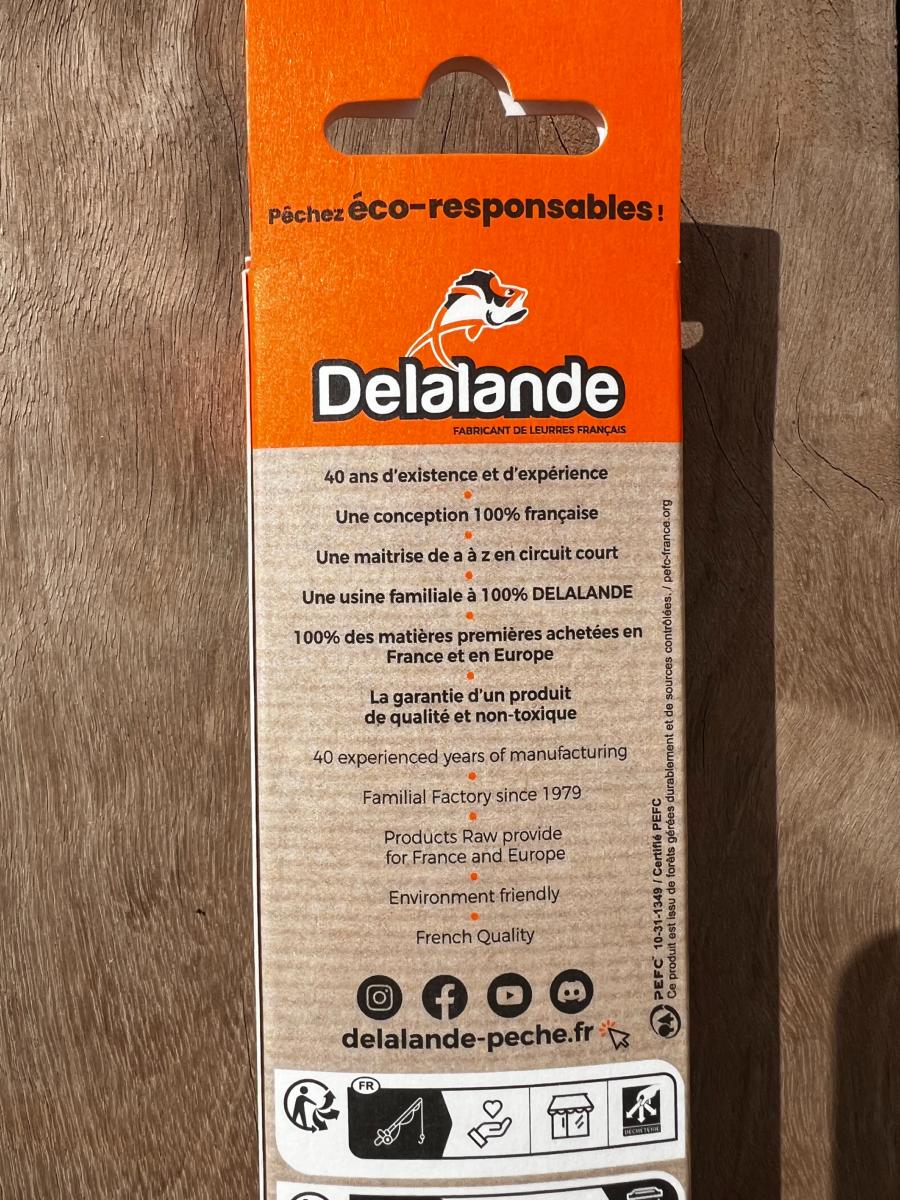 Pêchez éco-responsables !
Delalande
FABRICANT DE LEURRES FRANÇAIS
40 ans d’existence et d’expérience
Une conception 100% française
Une maitrise de a à z en circuit court
Une usine familiale à 100% DELALANDE
100% des matières premières achetées en
France et en Europe
La garantie d’un produit
de qualité et non-toxique
40 experienced years of manufacturing
Familial Factory since 1979
Products Raw provide
for France and Europe
Environment friendly
French Quality
delalande-peche.fr
PEFC 10-31-1349 / Certifié PEFC
Ce produit est issu de forêts gérées durablement et de sources contrôlées. / pefc-france.org
FR
DÉCHÈTERIE